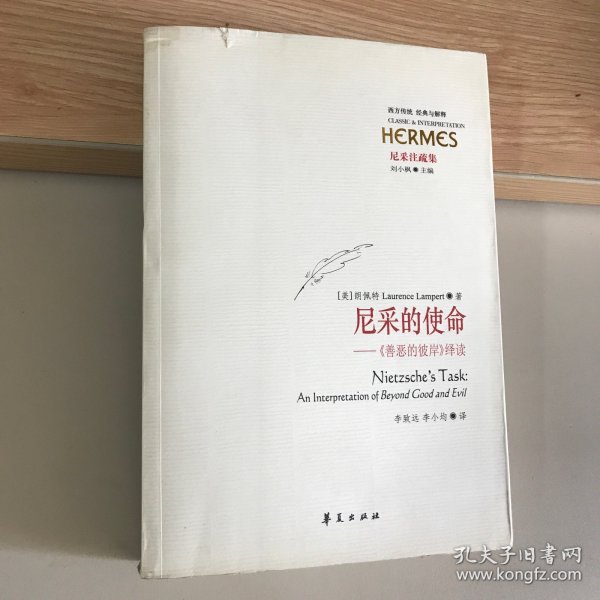 西方传统 经典与解释
CLASSIC & INTERPRETATION
HERMES
尼采注疏集
刘小枫◉主编
[美]朗佩特 Laurence Lampert◉著
尼采的使命
——《善恶的彼岸》绎读
Nietzsche's Task:
An Interpretation of Beyond Good and Evil
李致远 李小均◉译
华夏出版社
孔夫子旧书网
www.kongfz.com